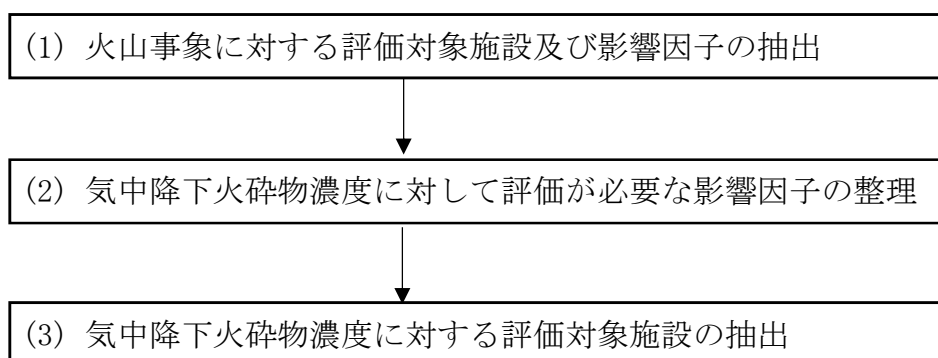 (1) 火山事象に対する評価対象施設及び影響因子の抽出
(2) 気中降下火砕物濃度に対して評価が必要な影響因子の整理
(3) 気中降下火砕物濃度に対する評価対象施設の抽出